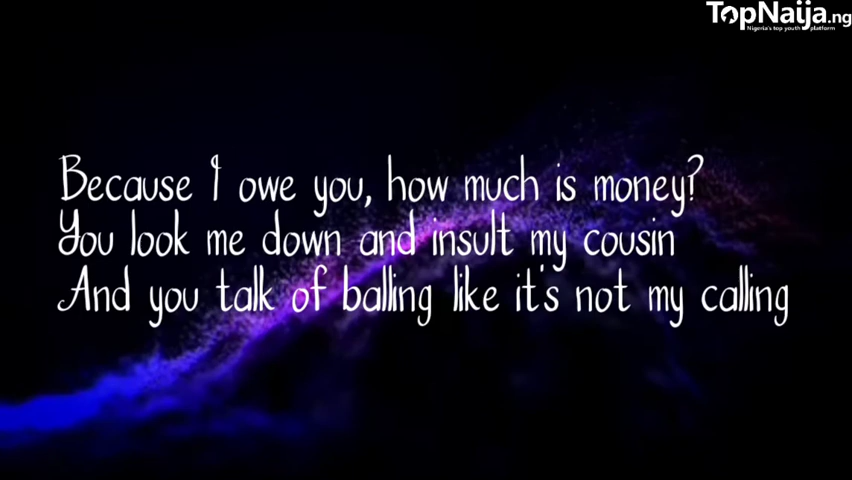 TopNaija.ng
Nigeria's top youth platform
Because I owe you, how much is money?
You look me down and insult my cousin
And you talk of balling like it's not my calling